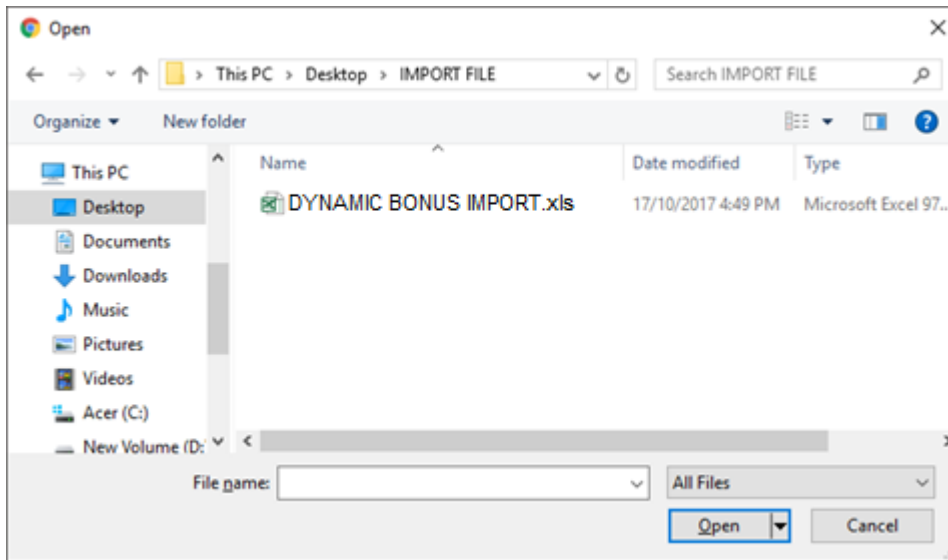 Open
This PC > Desktop > IMPORT FILE
Search IMPORT FILE
Organize
New folder
Name
Date modified
Type
This PC
Desktop
Documents
Downloads
Music
Pictures
Videos
Acer (C:)
New Volume (D:
DYNAMIC BONUS IMPORT.xls
17/10/2017 4:49 PM
Microsoft Excel 97..
File name:
All Files
Open
Cancel